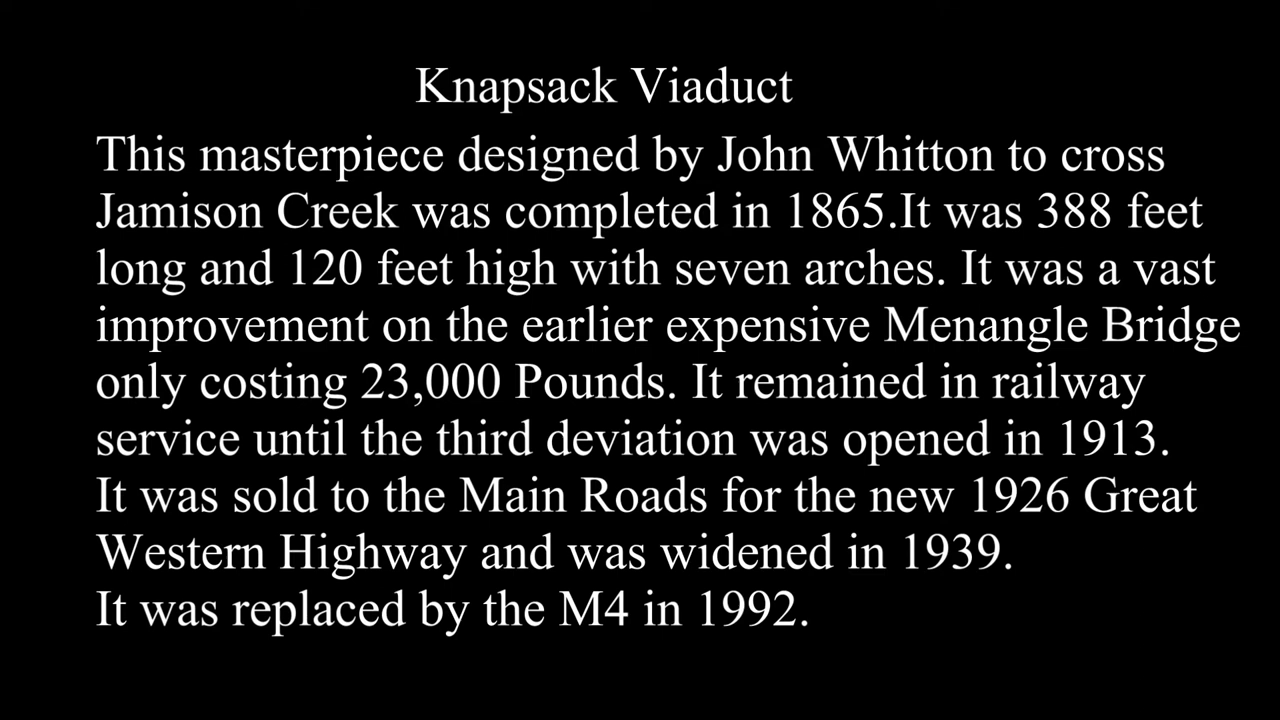 Knapsack Viaduct
This masterpiece designed by John Whitton to cross
Jamison Creek was completed in 1865.It was 388 feet
long and 120 feet high with seven arches. It was a vast
improvement on the earlier expensive Menangle Bridge
only costing 23,000 Pounds. It remained in railway
service until the third deviation was opened in 1913.
It was sold to the Main Roads for the new 1926 Great
Western Highway and was widened in 1939.
It was replaced by the M4 in 1992.